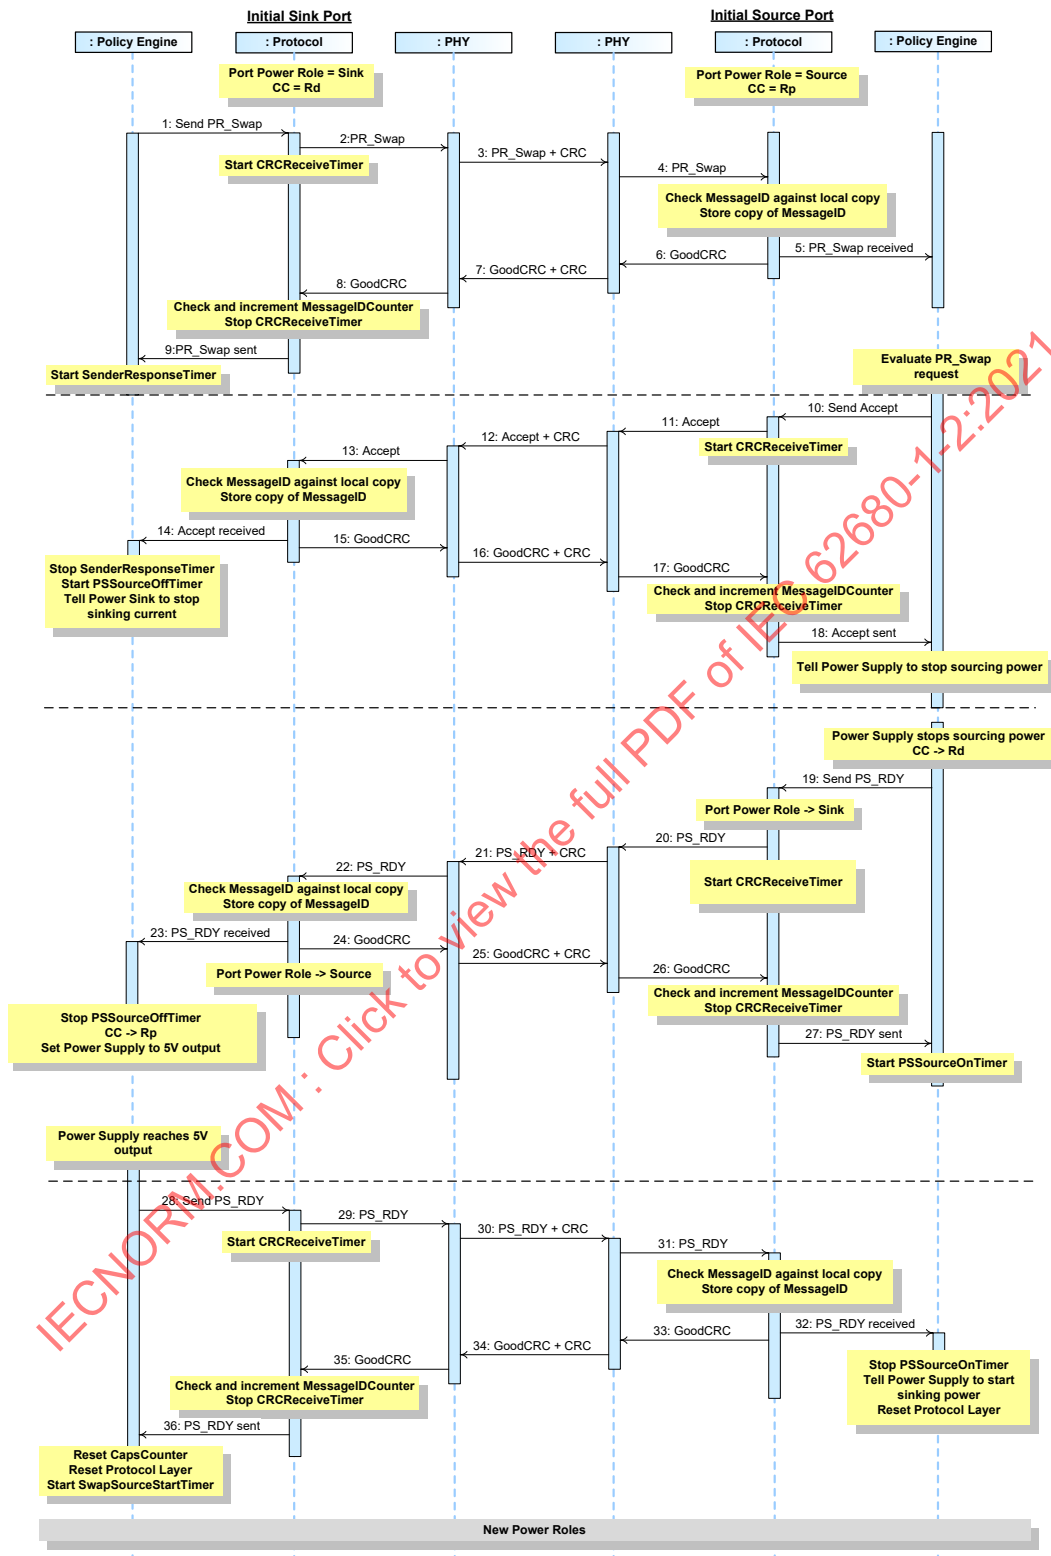 Initial Sink Port
Initial Source Port
: Policy Engine
: Protocol
: PHY
: PHY
: Protocol
: Policy Engine
Port Power Role = Sink
CC = Rd
Port Power Role = Source
CC = Rp
1: Send PR_Swap
2:PR_Swap
Start CRCReceiveTimer
3: PR_Swap + CRC
4: PR_Swap
Check MessageID against local copy
Store copy of MessageID
5: PR_Swap received
6: GoodCRC
7: GoodCRC + CRC
8: GoodCRC
Check and increment MessageIDCounter
Stop CRCReceiveTimer
9:PR_Swap sent
Start SenderResponseTimer
Evaluate PR_Swap
request
10: Send Accept
11: Accept
Start CRCReceiveTimer
12: Accept + CRC
13: Accept
Check MessageID against local copy
Store copy of MessageID
14: Accept received
15: GoodCRC
16: GoodCRC + CRC
17: GoodCRC
Stop SenderResponseTimer
Start PSSourceOffTimer
Tell Power Sink to stop
sinking current
Check and increment MessageIDCounter
Stop CRCReceiveTimer
18: Accept sent
Tell Power Supply to stop sourcing power
Power Supply stops sourcing power
CC -> Rd
19: Send PS_RDY
Port Power Role -> Sink
20: PS_RDY
21: PS_RDY + CRC
22: PS_RDY
Start CRCReceiveTimer
Check MessageID against local copy
Store copy of MessageID
23: PS_RDY received
24: GoodCRC
25: GoodCRC + CRC
26: GoodCRC
Port Power Role -> Source
Check and increment MessageIDCounter
Stop CRCReceiveTimer
Stop PSSourceOffTimer
CC -> Rp
Set Power Supply to 5V output
27: PS_RDY sent
Start PSSourceOnTimer
Power Supply reaches 5V
output
28: Send PS_RDY
29: PS_RDY
Start CRCReceiveTimer
30: PS_RDY + CRC
31: PS_RDY
Check MessageID against local copy
Store copy of MessageID
32: PS_RDY received
33: GoodCRC
34: GoodCRC + CRC
35: GoodCRC
Stop PSSourceOnTimer
Tell Power Supply to start
sinking power
Reset Protocol Layer
Check and increment MessageIDCounter
Stop CRCReceiveTimer
36: PS_RDY sent
Reset CapsCounter
Reset Protocol Layer
Start SwapSourceStartTimer
New Power Roles
IECNORM.COM : Click to view the full PDF of IEC 62680-1-2:2021